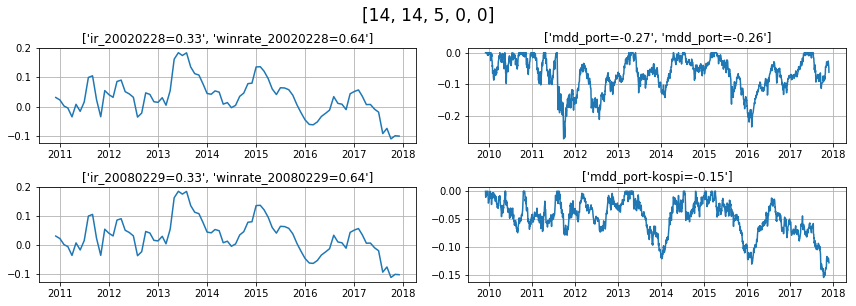 [14, 14, 5, 0, 0]
['ir_20020228=0.33', 'winrate_20020228=0.64']
0.2
0.1
0.0
−0.1
2011 2012 2013 2014 2015 2016 2017 2018
['mdd_port=-0.27', 'mdd_port=-0.26']
0.0
−0.1
−0.2
2010 2011 2012 2013 2014 2015 2016 2017 2018
['ir_20080229=0.33', 'winrate_20080229=0.64']
0.2
0.1
0.0
−0.1
2011 2012 2013 2014 2015 2016 2017 2018
['mdd_port-kospi=-0.15']
0.00
−0.05
−0.10
−0.15
2010 2011 2012 2013 2014 2015 2016 2017 2018